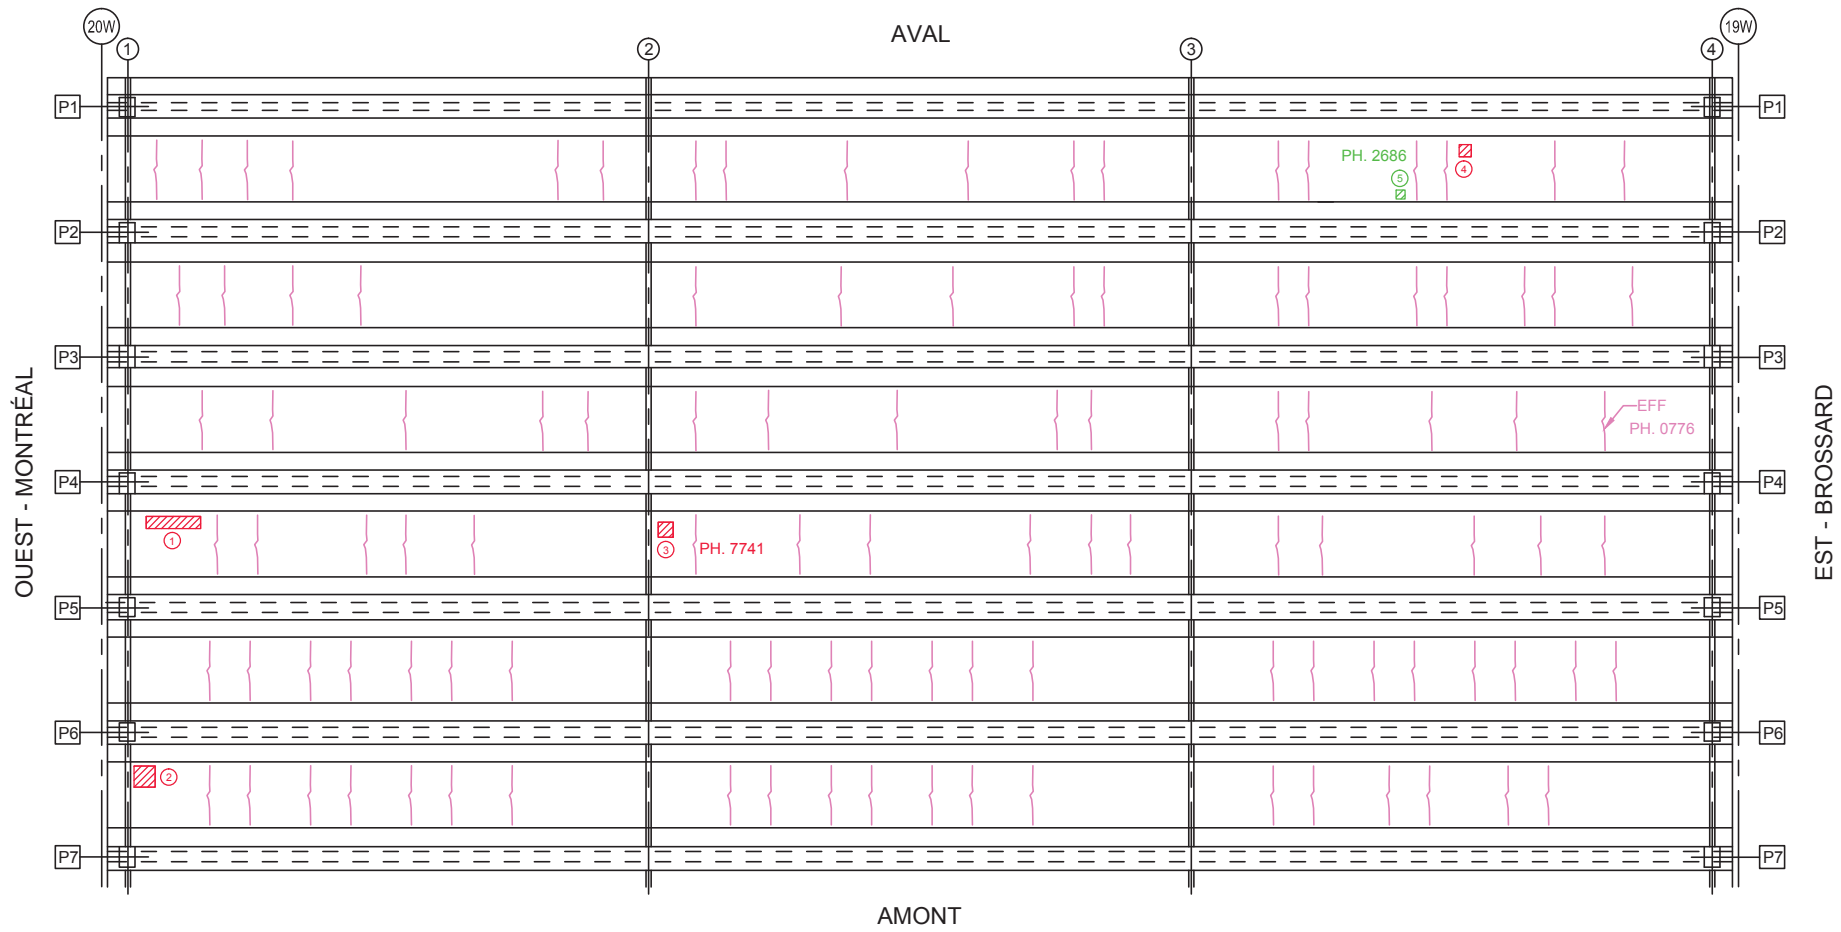 20W
19W
AVAL
1
2
3
4
P1
P1
PH. 2686
5
4
P2
P2
P3
P3
OUEST - MONTRÉAL
EST - BROSSARD
EFF
PH. 0776
P4
P4
1
3
PH. 7741
P5
P5
P6
P6
2
P7
P7
AMONT